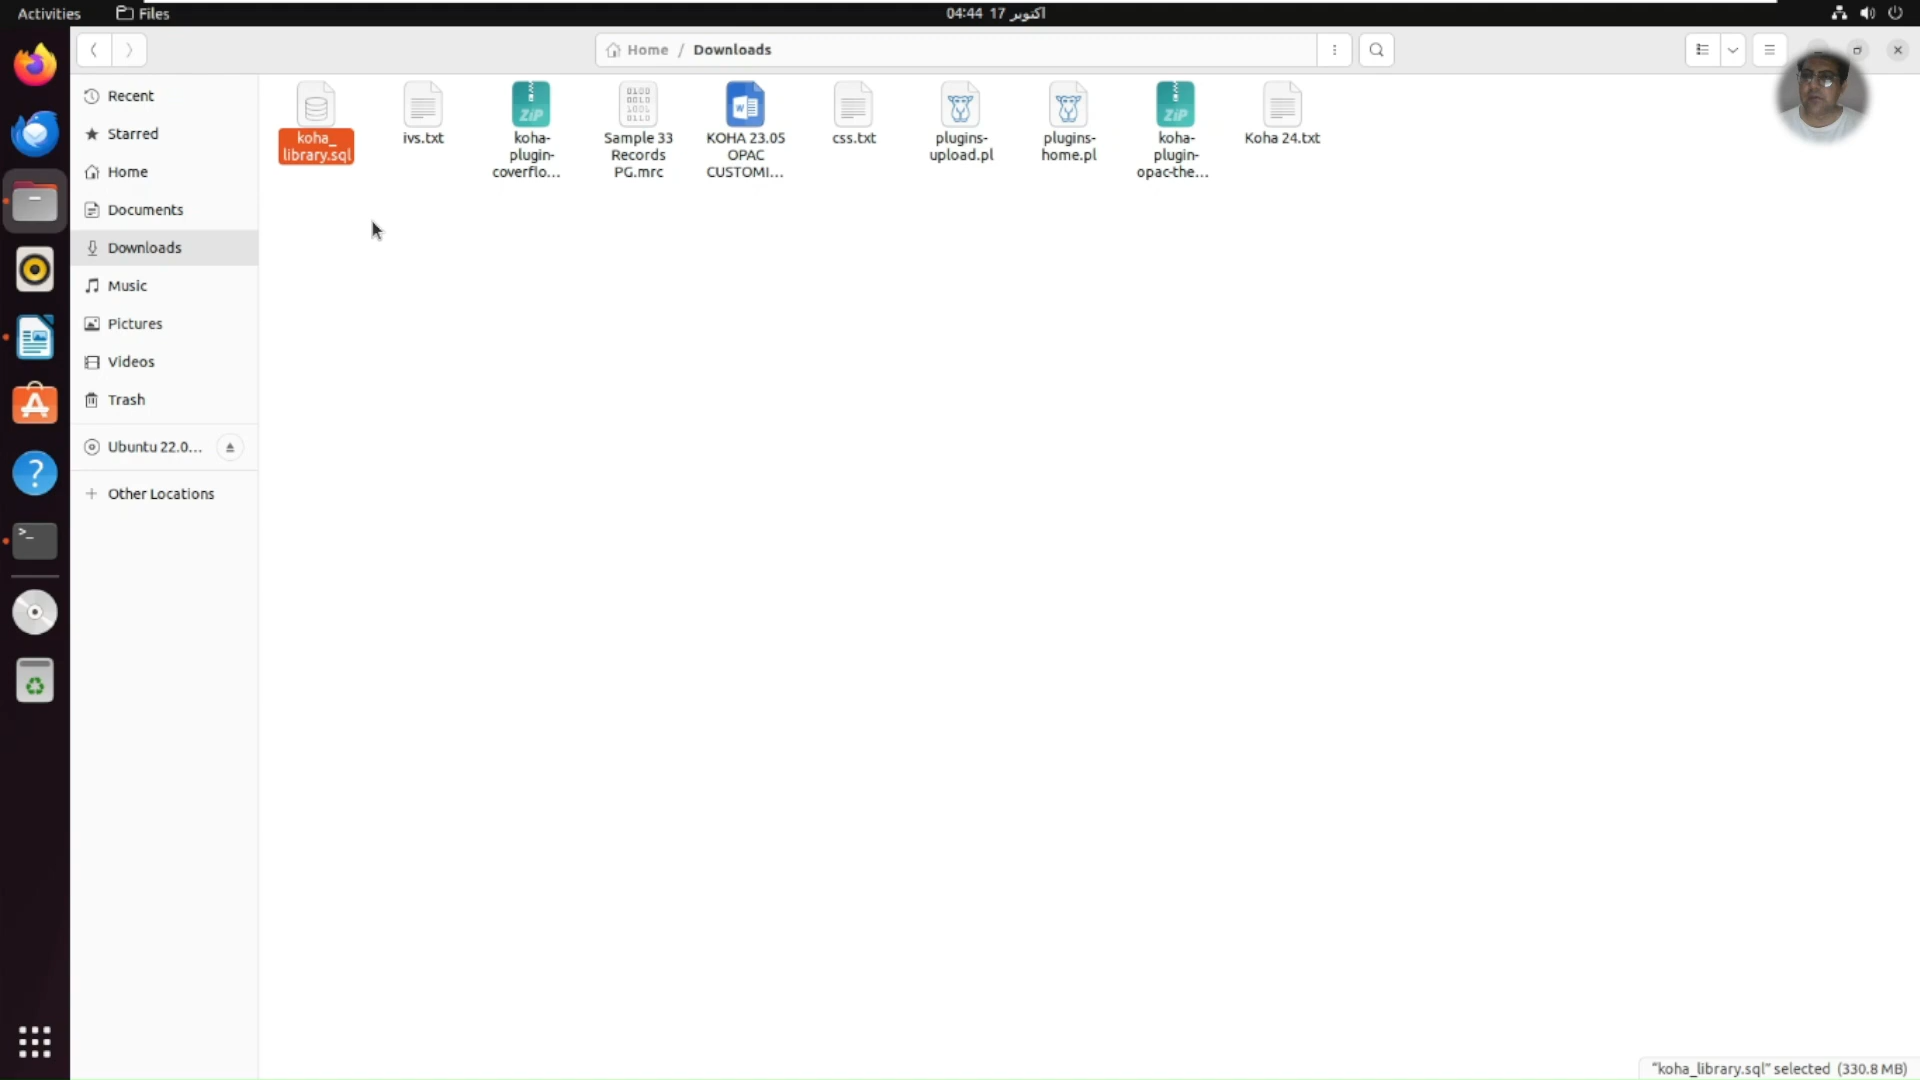 Activities
Files
04:44 17 اکتوبر
Home / Downloads
Recent
Starred
Home
Documents
Downloads
Music
Pictures
Videos
Trash
Ubuntu 22.0...
Other Locations
koha_
library.sql
ivs.txt
ZIP
koha-
plugin-
coverflo...
Sample 33
Records
PG.mrc
KOHA 23.05
OPAC
CUSTOMI...
css.txt
plugins-
upload.pl
plugins-
home.pl
ZIP
koha-
plugin-
opac-the...
Koha 24.txt
"koha_library.sql" selected (330.8 MB)